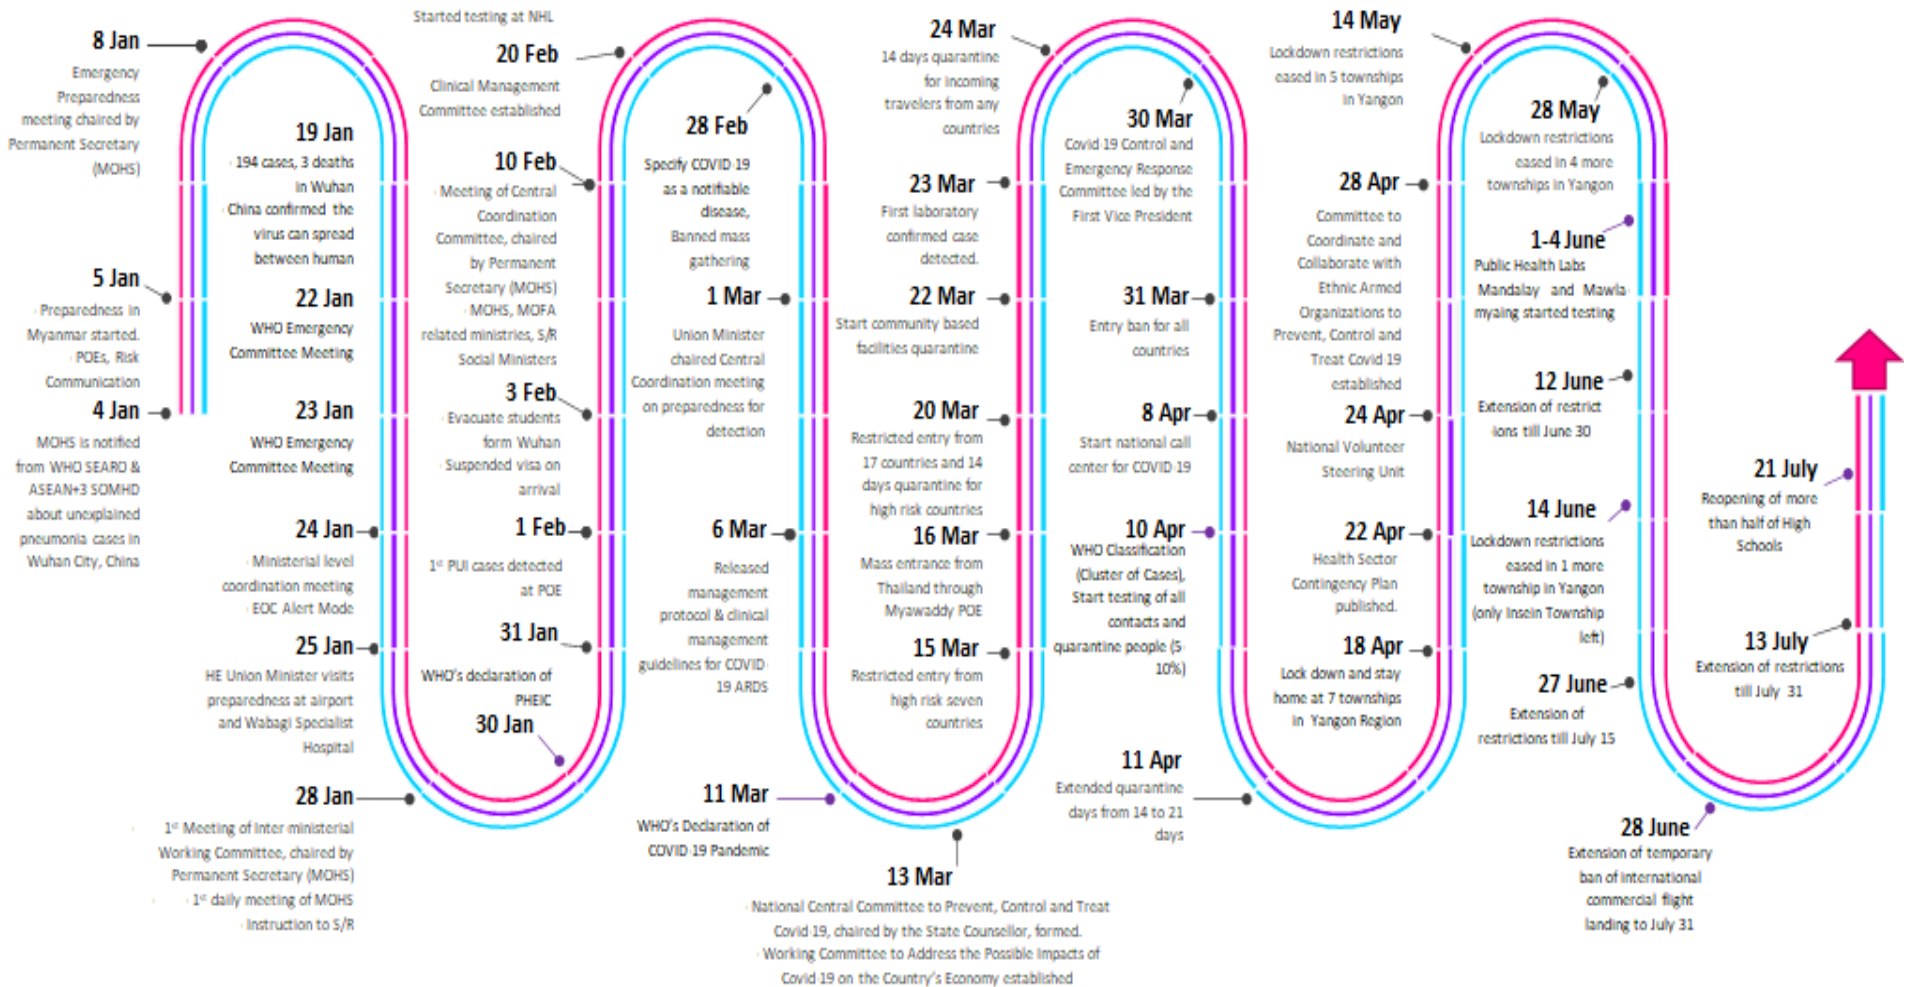 8 Jan
Emergency
Preparedness
meeting chaired by
Permanent Secretary
(MOHS)
5 Jan
Preparedness in
Myanmar started.
POEs, Risk
Communication
4 Jan
MOHS is notified
from WHO SEARO &
ASEAN+3 SOMHD
about unexplained
pneumonia cases in
Wuhan City, China
19 Jan
194 cases, 3 deaths
in Wuhan
China confirmed the
virus can spread
between human
22 Jan
WHO Emergency
Committee Meeting
23 Jan
WHO Emergency
Committee Meeting
24 Jan
Ministerial level
coordination meeting
EOC Alert Mode
25 Jan
HE Union Minister visits
preparedness at airport
and Wabagi Specialist
Hospital
28 Jan
1st Meeting of Inter ministerial
Working Committee, chaired by
Permanent Secretary (MOHS)
1st daily meeting of MOHS
Instruction to S/R
Started testing at NHL
20 Feb
Clinical Management
Committee established
10 Feb
Meeting of Central
Coordination
Committee, chaired
by Permanent
Secretary (MOHS)
MOHS, MOFA
related ministries, S/R
Social Ministers
3 Feb
Evacuate students
form Wuhan
Suspended visa on
arrival
1 Feb
1st PUI cases detected
at POE
31 Jan
WHO's declaration of
PHEIC
30 Jan
28 Feb
Specify COVID 19
as a notifiable
disease,
Banned mass
gathering
1 Mar
Union Minister
chaired Central
Coordination meeting
on preparedness for
detection
6 Mar
Released
management
protocol & clinical
management
guidelines for COVID
19 ARDS
11 Mar
WHO's Declaration of
COVID 19 Pandemic
13 Mar
National Central Committee to Prevent, Control and Treat
Covid 19, chaired by the State Counsellor, formed.
Working Committee to Address the Possible Impacts of
Covid 19 on the Country's Economy established
24 Mar
14 days quarantine
for incoming
travelers from any
countries
23 Mar
First laboratory
confirmed case
detected.
22 Mar
Start community based
facilities quarantine
20 Mar
Restricted entry from
17 countries and 14
days quarantine for
high risk countries
16 Mar
Mass entrance from
Thailand through
Myawaddy POE
15 Mar
Restricted entry from
high risk seven
countries
30 Mar
Covid 19 Control and
Emergency Response
Committee led by the
First Vice President
31 Mar
Entry ban for all
countries
8 Apr
Start national call
center for COVID 19
10 Apr
WHO Classification
(Cluster of Cases),
Start testing of all
contacts and
quarantine people (5
10%)
11 Apr
Extended quarantine
days from 14 to 21
days
14 May
Lockdown restrictions
eased in 5 townships
in Yangon
28 Apr
Committee to
Coordinate and
Collaborate with
Ethnic Armed
Organizations to
Prevent, Control and
Treat Covid 19
established
24 Apr
National Volunteer
Steering Unit
22 Apr
Health Sector
Contingency Plan
published.
18 Apr
Lock down and stay
home at 7 townships
in Yangon Region
28 May
Lockdown restrictions
eased in 4 more
townships in Yangon
1-4 June
Public Health Labs
Mandalay and Mawla
myaing started testing
12 June
Extension of restrict
ions till June 30
14 June
Lockdown restrictions
eased in 1 more
township in Yangon
(only Insein Township
left)
27 June
Extension of
restrictions till July 15
28 June
Extension of temporary
ban of international
commercial flight
landing to July 31
21 July
Reopening of more
than half of High
Schools
13 July
Extension of restrictions
till July 31